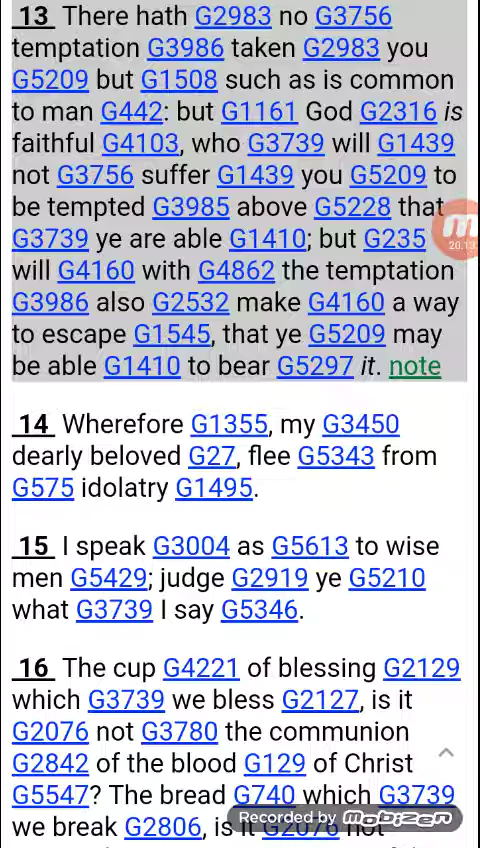 13 There hath G2983 no G3756
temptation G3986 taken G2983 you
G5209 but G1508 such as is common
to man G442: but G1161 God G2316 is
faithful G4103, who G3739 will G1439
not G3756 suffer G1439 you G5209 to
be tempted G3985 above G5228 that
G3739 ye are able G1410; but G235
will G4160 with G4862 the temptation
G3986 also G2532 make G4160 a way
to escape G1545, that ye G5209 may
be able G1410 to bear G5297 it. note
20:13
14 Wherefore G1355, my G3450
dearly beloved G27, flee G5343 from
G575 idolatry G1495.
15 I speak G3004 as G5613 to wise
men G5429; judge G2919 ye G5210
what G3739 I say G5346.
16 The cup G4221 of blessing G2129
which G3739 we bless G2127, is it
G2076 not G3780 the communion
G2842 of the blood G129 of Christ
G5547? The bread G740 which G3739
we break G2806, is it G2076 not
Recorded by Mobizen